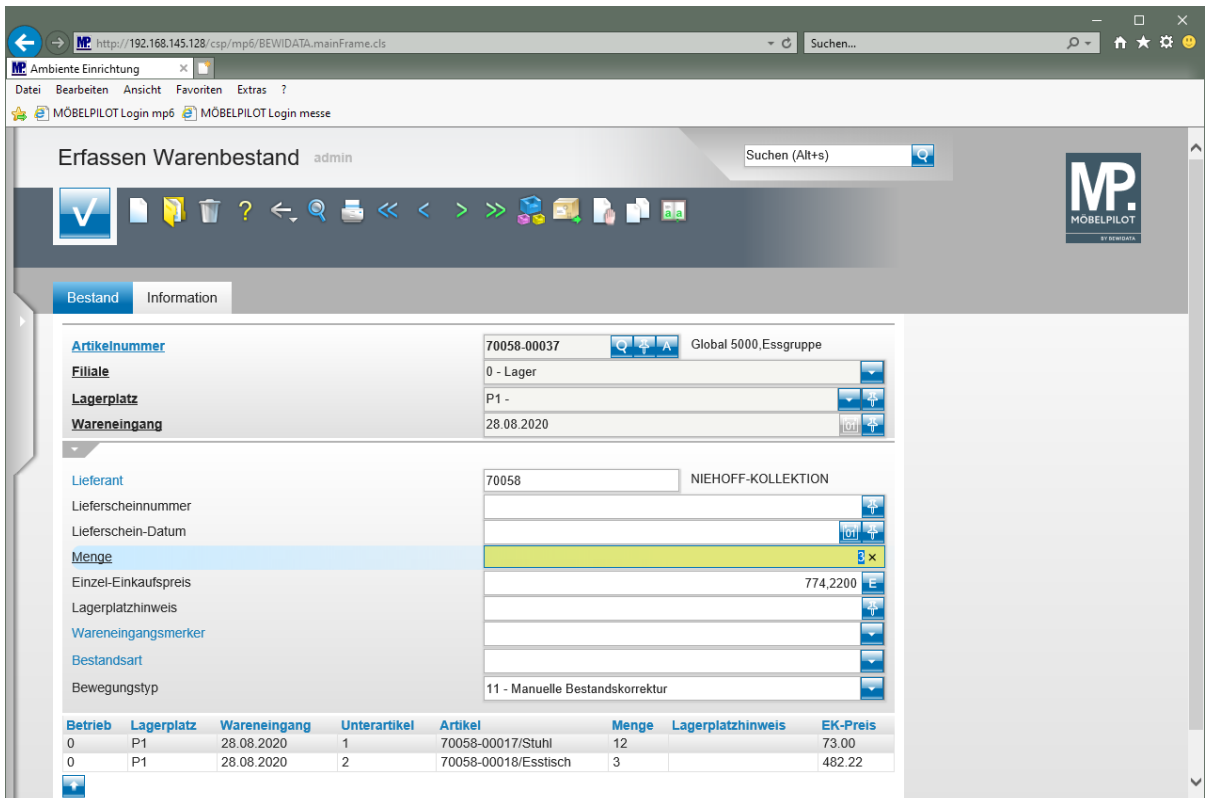 http://192.168.145.128/csp/mp6/BEWIDATA.mainFrame.cls
Suchen...
MP. Ambiente Einrichtung
Datei Bearbeiten Ansicht Favoriten Extras ?
MÖBELPILOT Login mp6 MÖBELPILOT Login messe
Erfassen Warenbestand admin
Suchen (Alt+s)
MP.
MÖBELPILOT
BY BEWIDATA
Bestand Information
Artikelnummer 70058-00037 A Global 5000,Essgruppe
Filiale 0 - Lager
Lagerplatz P1 -
Wareneingang 28.08.2020 01
Lieferant 70058 NIEHOFF-KOLLEKTION
Lieferscheinnummer
Lieferschein-Datum 01
Menge 3 ×
Einzel-Einkaufspreis 774,2200 E
Lagerplatzhinweis
Wareneingangsmerker
Bestandsart
Bewegungstyp 11 - Manuelle Bestandskorrektur
Betrieb Lagerplatz Wareneingang Unterartikel Artikel Menge Lagerplatzhinweis EK-Preis
0 P1 28.08.2020 1 70058-00017/Stuhl 12 73.00
0 P1 28.08.2020 2 70058-00018/Esstisch 3 482.22